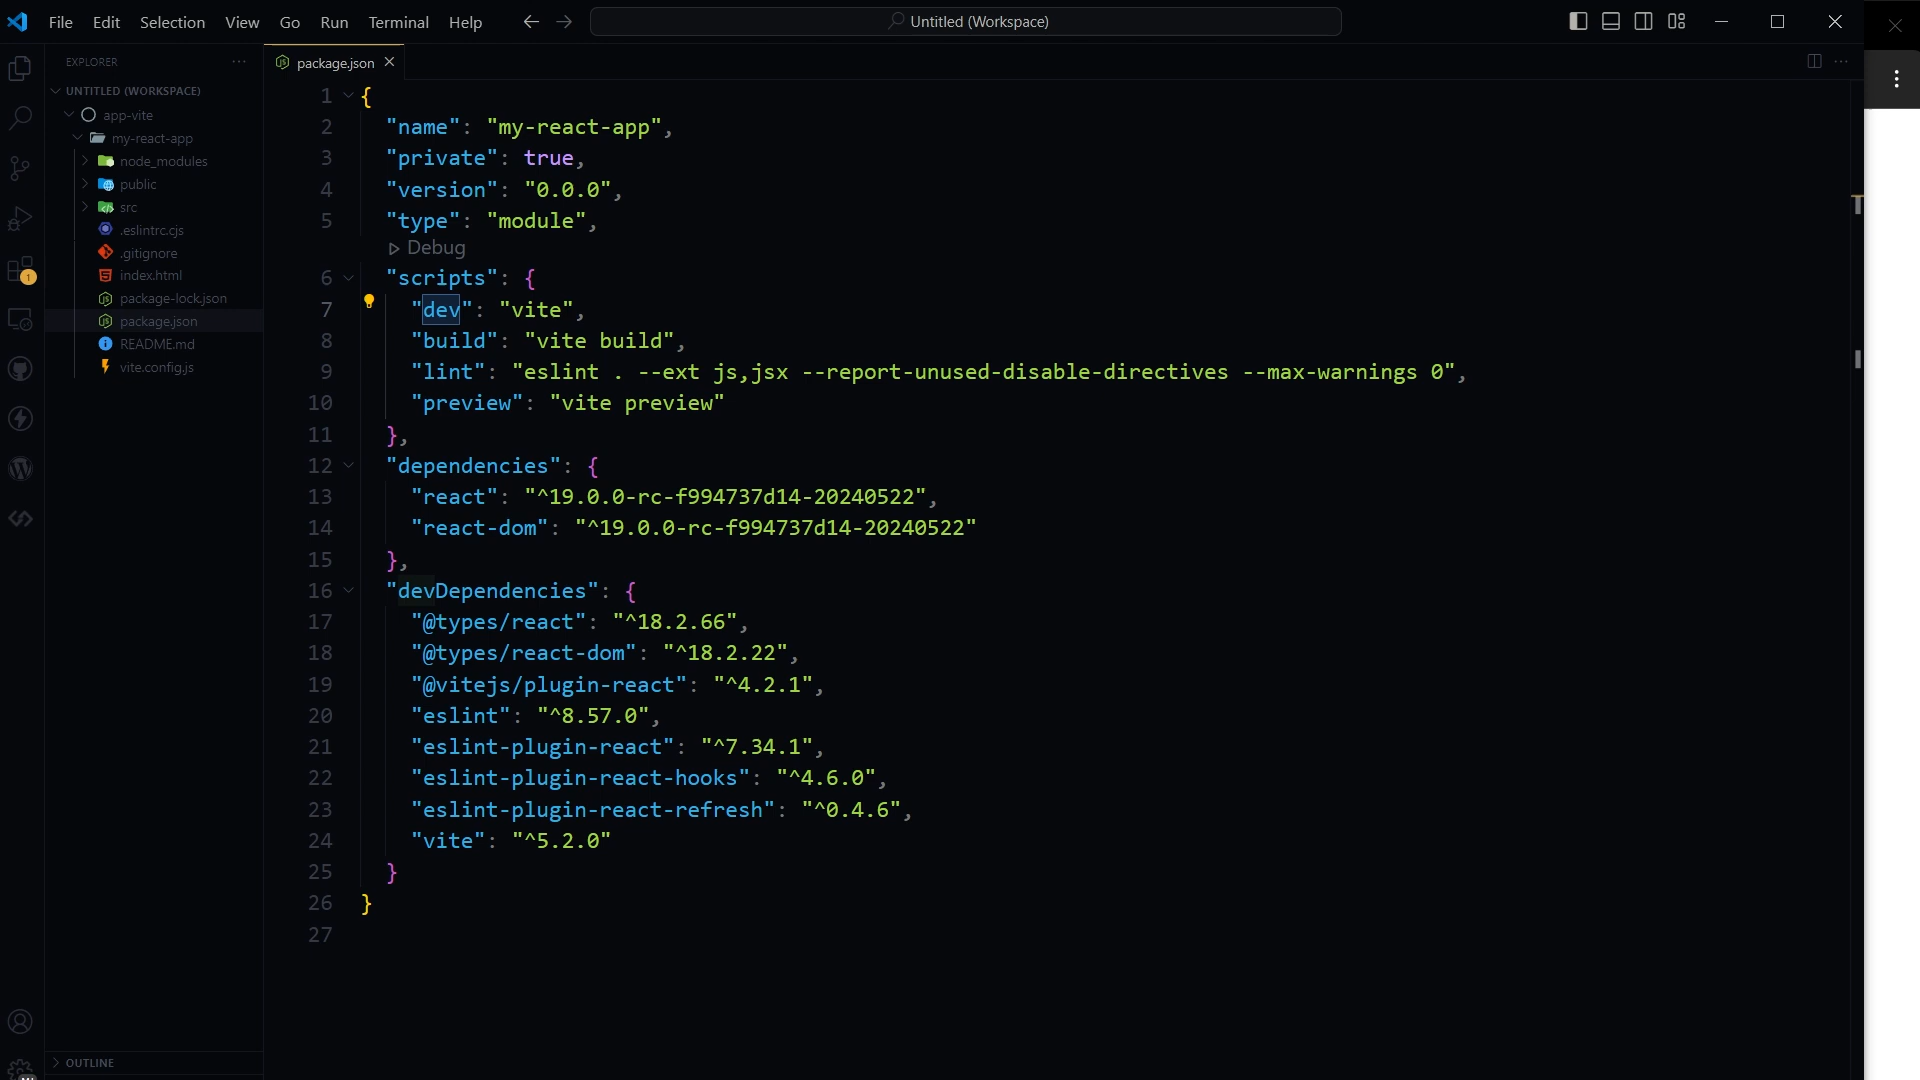 File Edit Selection View Go Run Terminal Help
Untitled (Workspace)
EXPLORER
UNTITLED (WORKSPACE)
app-vite
my-react-app
node_modules
public
src
.eslintrc.cjs
.gitignore
index.html
package-lock.json
package.json
README.md
vite.config.js
OUTLINE
1
package.json
1 {
2 "name": "my-react-app",
3 "private": true,
4 "version": "0.0.0",
5 "type": "module",
Debug
6 "scripts": {
7 "dev": "vite",
8 "build": "vite build",
9 "lint": "eslint . --ext js,jsx --report-unused-disable-directives --max-warnings 0",
10 "preview": "vite preview"
11 },
12 "dependencies": {
13 "react": "^19.0.0-rc-f994737d14-20240522",
14 "react-dom": "^19.0.0-rc-f994737d14-20240522"
15 },
16 "devDependencies": {
17 "@types/react": "^18.2.66",
18 "@types/react-dom": "^18.2.22",
19 "@vitejs/plugin-react": "^4.2.1",
20 "eslint": "^8.57.0",
21 "eslint-plugin-react": "^7.34.1",
22 "eslint-plugin-react-hooks": "^4.6.0",
23 "eslint-plugin-react-refresh": "^0.4.6",
24 "vite": "^5.2.0"
25 }
26 }
27